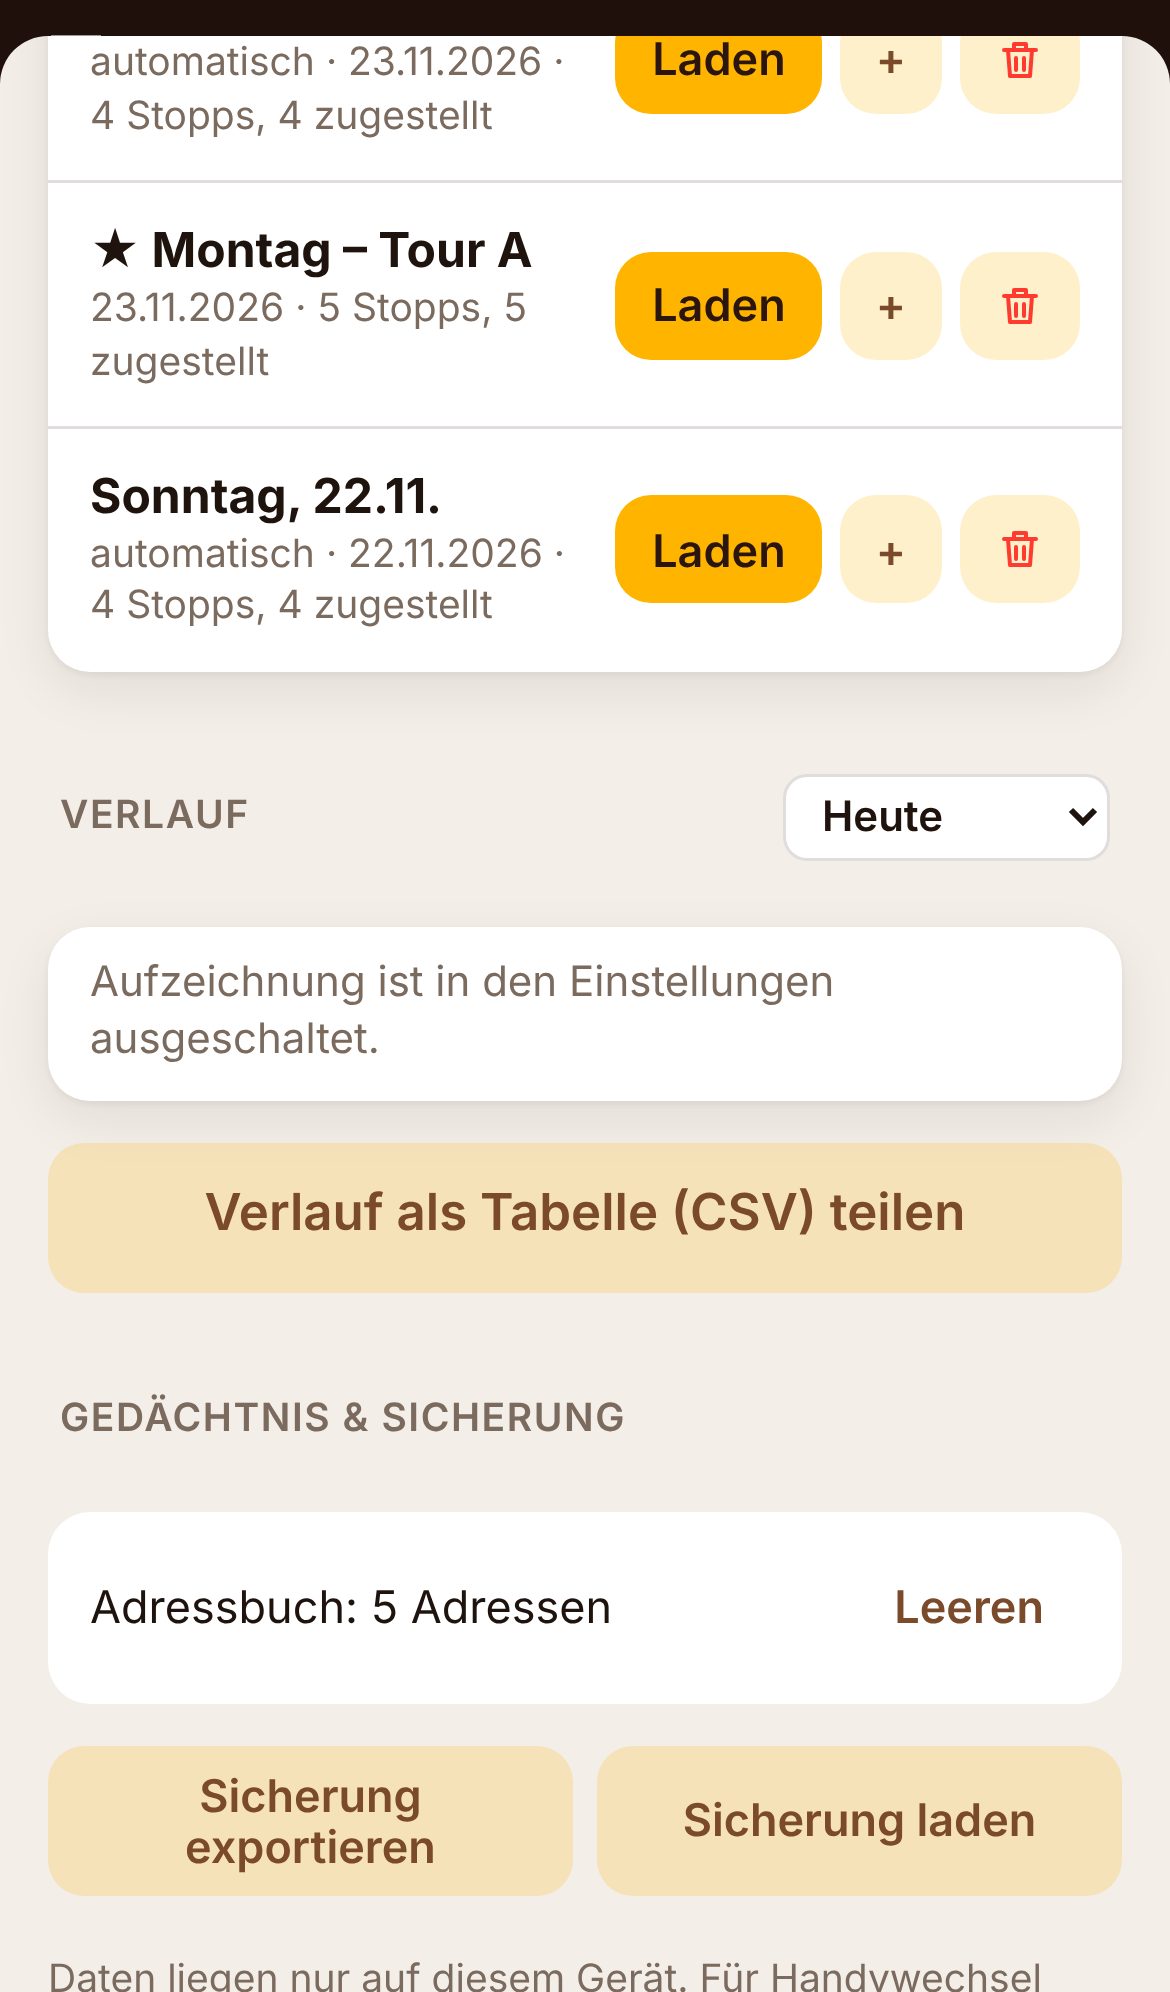 automatisch · 23.11.2026 ·
4 Stopps, 4 zugestellt
Laden
+
★ Montag – Tour A
23.11.2026 · 5 Stopps, 5
zugestellt
Laden
+
Sonntag, 22.11.
automatisch · 22.11.2026 ·
4 Stopps, 4 zugestellt
Laden
+
VERLAUF
Heute
Aufzeichnung ist in den Einstellungen
ausgeschaltet.
Verlauf als Tabelle (CSV) teilen
GEDÄCHTNIS & SICHERUNG
Adressbuch: 5 Adressen
Leeren
Sicherung
exportieren
Sicherung laden
Daten liegen nur auf diesem Gerät. Für Handywechsel